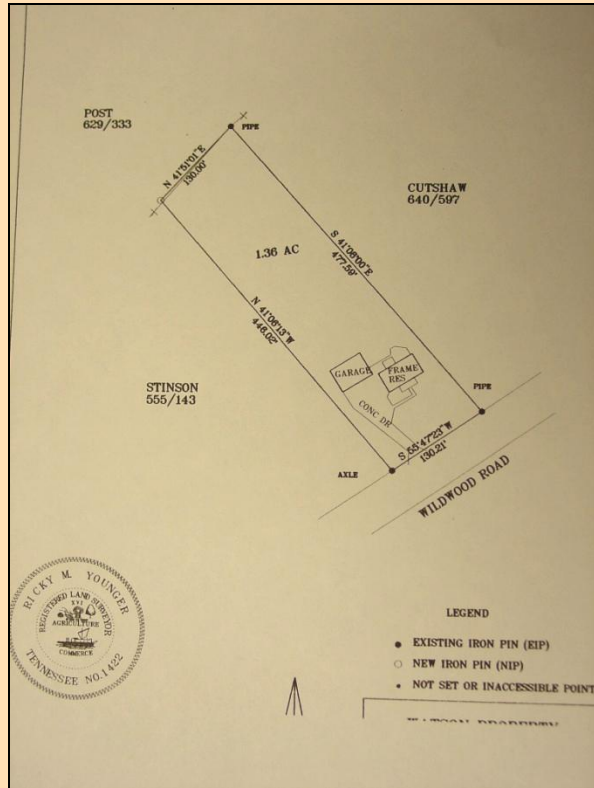 POST
629/333
PIPE
N 41°51'01"E
130.00'
CUTSHAW
640/597
S 41°06'00"E
477.59'
1.36 AC
N 41°06'13"W
446.02'
STINSON
555/143
GARAGE
FRAME
RES
CONC DR
PIPE
S 55°47'23"W
130.21'
AXLE
WILDWOOD ROAD
RICKY M. YOUNGER
REGISTERED LAND SURVEYOR
XVI
AGRICULTURE
COMMERCE
TENNESSEE NO.1422
LEGEND
EXISTING IRON PIN (EIP)
NEW IRON PIN (NIP)
NOT SET OR INACCESSIBLE POINT